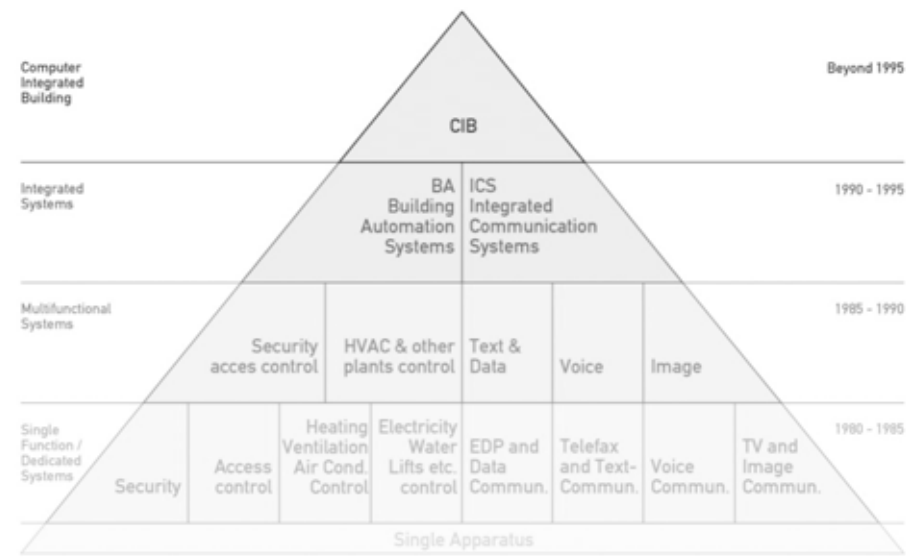 Computer
Integrated
Building
CIB
Beyond 1995
Integrated
Systems
BA
Building
Automation
Systems
ICS
Integrated
Communication
Systems
1990 - 1995
Multifunctional
Systems
Security
acces control
HVAC & other
plants control
Text &
Data
Voice
Image
1985 - 1990
Single
Function /
Dedicated
Systems
Security
Access
control
Heating
Ventilation
Air Cond.
Control
Electricity
Water
Lifts etc.
control
EDP and
Data
Commun.
Telefax
and Text-
Commun.
Voice
Commun.
TV and
Image
Commun.
1980 - 1985
Single Apparatus